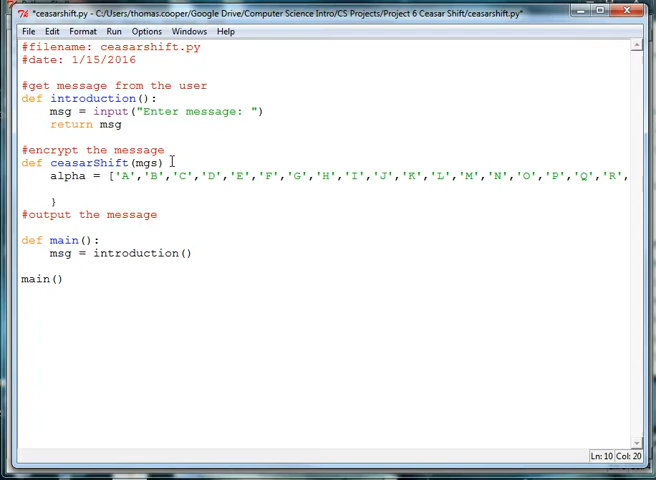 *ceasarshift.py - C:/Users/thomas.cooper/Google Drive/Computer Science Intro/CS Projects/Project 6 Ceasar Shift/ceasarshift.py*
File Edit Format Run Options Windows Help
#filename: ceasarshift.py
#date: 1/15/2016
#get message from the user
def introduction():
    msg = input("Enter message: ")
    return msg
#encrypt the message
def ceasarShift(mgs)
    alpha = ['A','B','C','D','E','F','G','H','I','J','K','L','M','N','O','P','Q','R',
    }
#output the message
def main():
    msg = introduction()
main()
Ln: 10 Col: 20